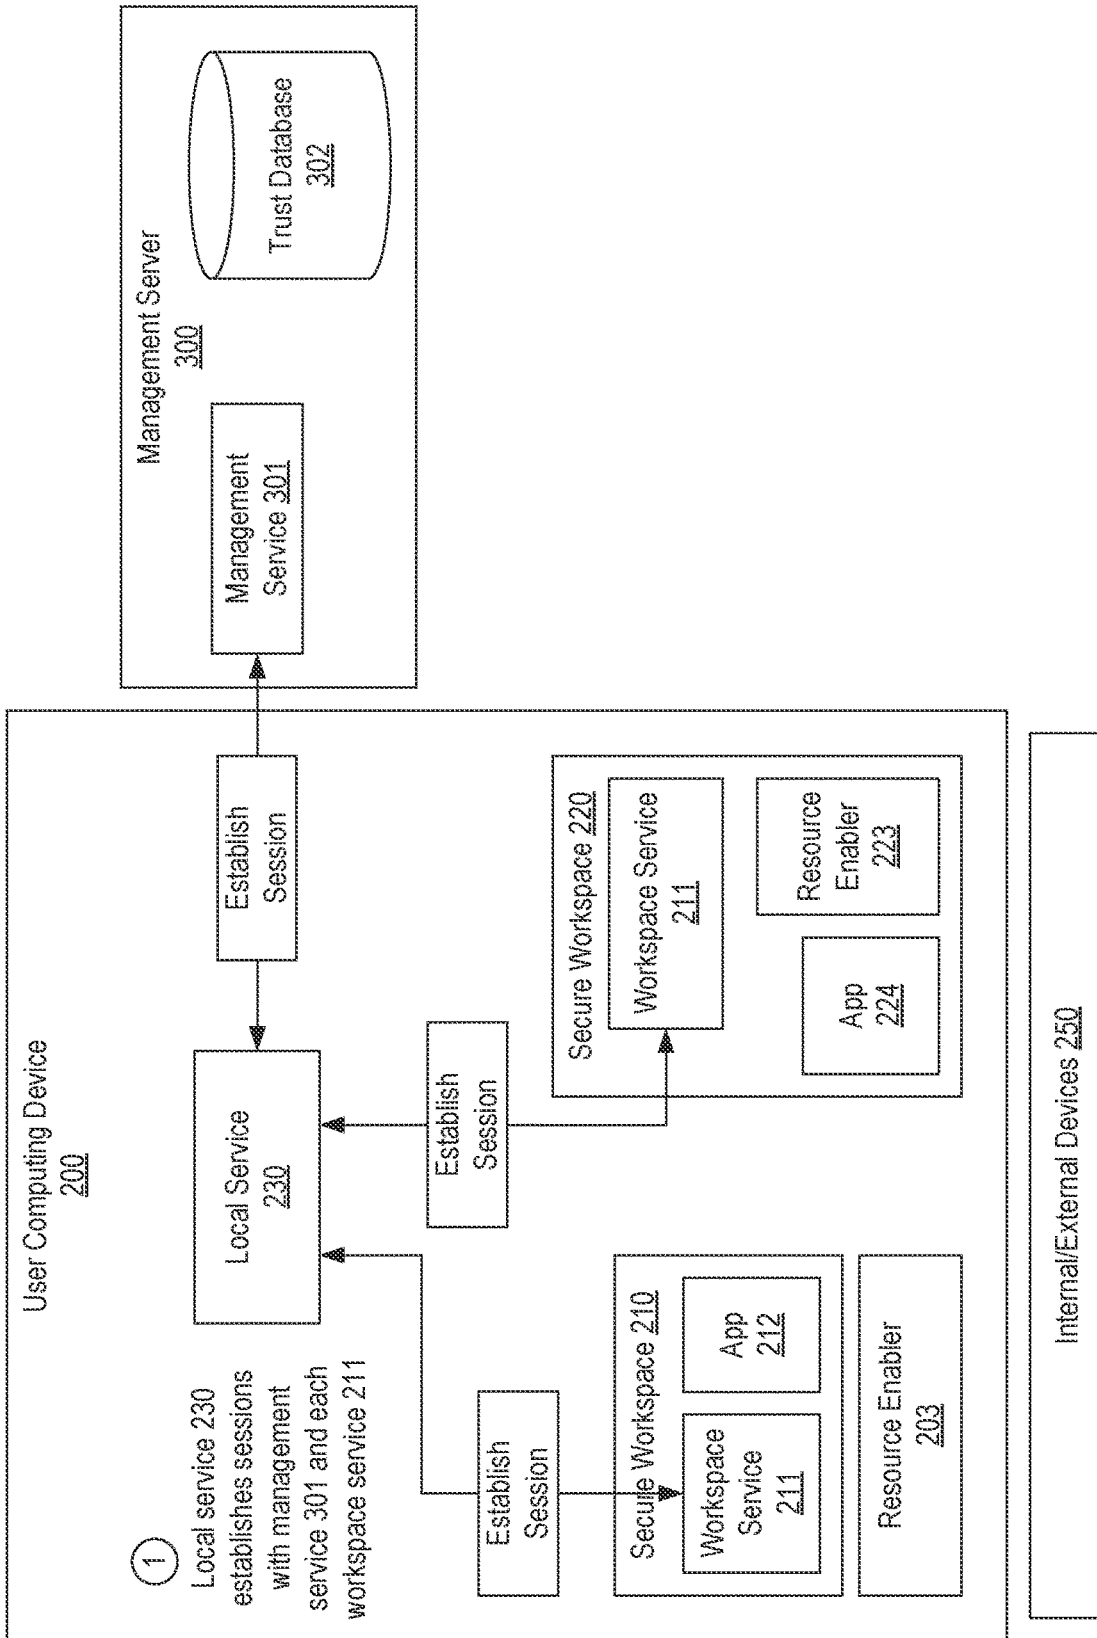 User Computing Device
200
1
Local service 230
establishes sessions
with management
service 301 and each
workspace service 211
Local Service
230
Establish
Session
Management Server
300
Management
Service 301
Trust Database
302
Establish
Session
Establish
Session
Secure Workspace 210
Workspace
Service
211
App
212
Resource Enabler
203
Secure Workspace 220
Workspace Service
211
App
224
Resource
Enabler
223
Internal/External Devices 250